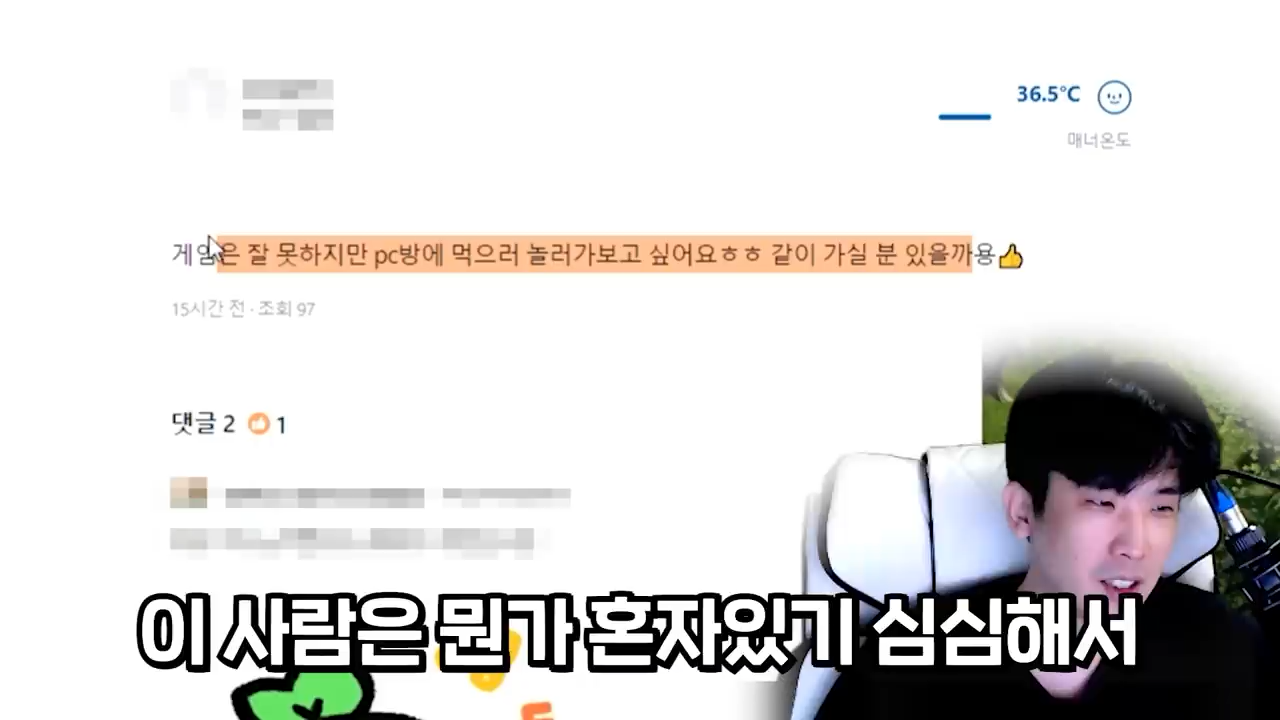 36.5°C
매너온도
게임은 잘 못하지만 pc방에 먹으러 놀러가보고 싶어요ㅎㅎ 같이 가실 분 있을까용👍
15시간 전 · 조회 97
댓글 2 1
이 사람은 뭔가 혼자있기 심심해서